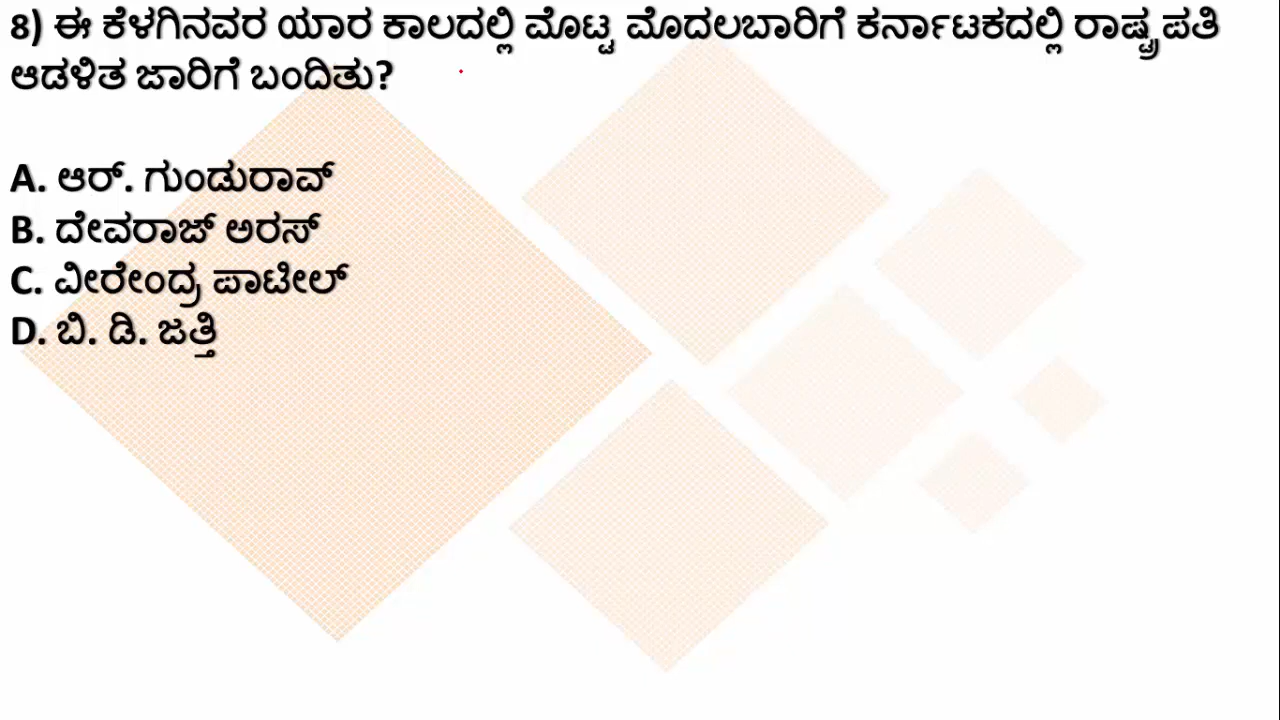 8) ಈ ಕೆಳಗಿನವರ ಯಾರ ಕಾಲದಲ್ಲಿ ಮೊಟ್ಟ ಮೊದಲಬಾರಿಗೆ ಕರ್ನಾಟಕದಲ್ಲಿ ರಾಷ್ಟ್ರಪತಿ
ಆಡಳಿತ ಜಾರಿಗೆ ಬಂದಿತು?
A. ಆರ್. ಗುಂಡುರಾವ್
B. ದೇವರಾಜ್ ಅರಸ್
C. ವೀರೇಂದ್ರ ಪಾಟೀಲ್
D. ಬಿ. ಡಿ. ಜತ್ತಿ